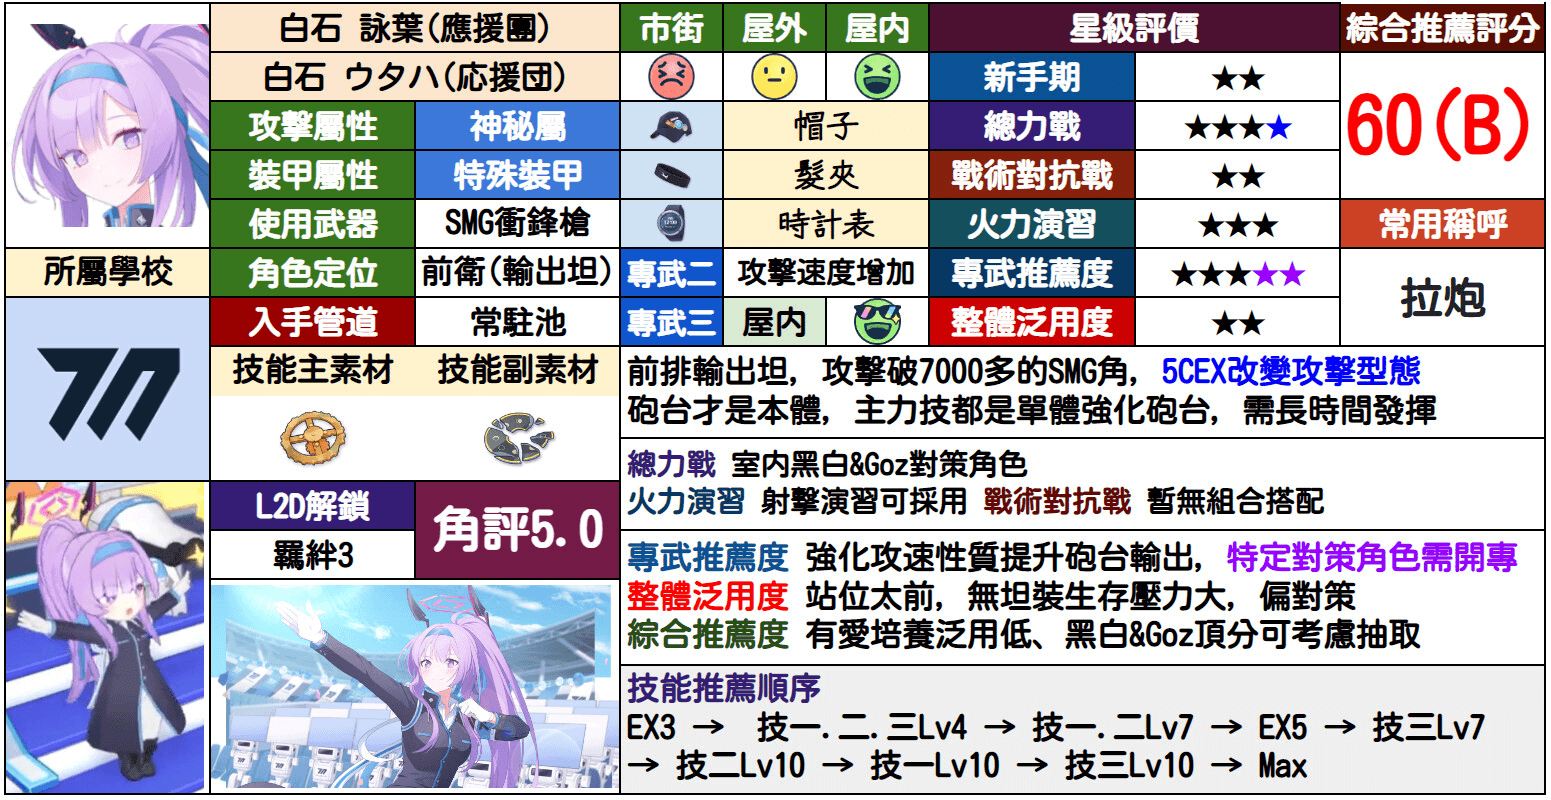 白石 詠葉(應援團)
市街
屋外
屋内
星級評價
綜合推薦評分
白石 ウタハ(応援団)
新手期
★★
60(B)
攻擊屬性
神秘屬
帽子
總力戰
★★★★
裝甲屬性
特殊裝甲
髮夾
戰術對抗戰
★★
使用武器
SMG衝鋒槍
時計表
火力演習
★★★
常用稱呼
所屬學校
角色定位
前衛(輸出坦)
專武二
攻擊速度增加
專武推薦度
★★★★★
拉炮
入手管道
常駐池
專武三
屋内
整體泛用度
★★
技能主素材
技能副素材
前排輸出坦, 攻擊破7000多的SMG角, 5CEX改變攻擊型態
砲台才是本體, 主力技都是單體強化砲台, 需長時間發揮
總力戰 室内黑白&Goz對策角色
火力演習 射擊演習可採用 戰術對抗戰 暫無組合搭配
L2D解鎖
角評5.0
羈絆3
專武推薦度 強化攻速性質提升砲台輸出, 特定對策角色需開專
整體泛用度 站位太前, 無坦裝生存壓力大, 偏對策
綜合推薦度 有愛培養泛用低、黑白&Goz頂分可考慮抽取
技能推薦順序
EX3 → 技一.二.三Lv4 → 技一.二Lv7 → EX5 → 技三Lv7
→ 技二Lv10 → 技一Lv10 → 技三Lv10 → Max